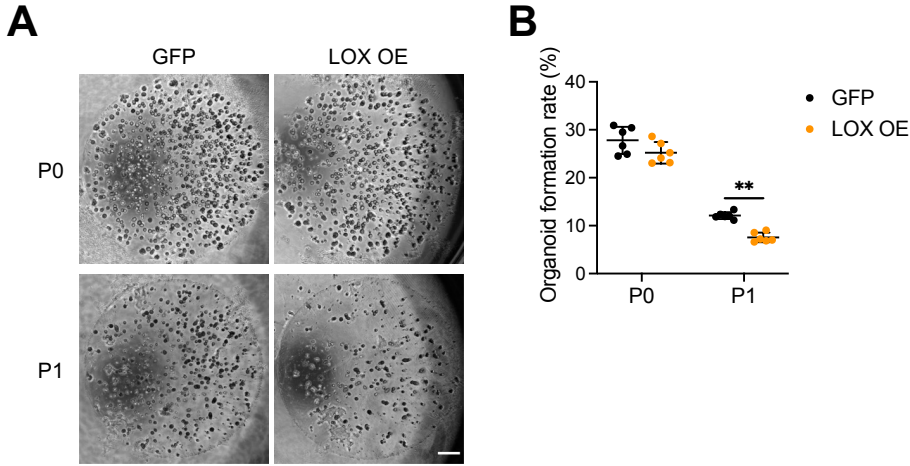 A
GFP
LOX OE
P0
P1
B
Organoid formation rate (%)
40
30
20
10
0
**
P0
P1
GFP
LOX OE